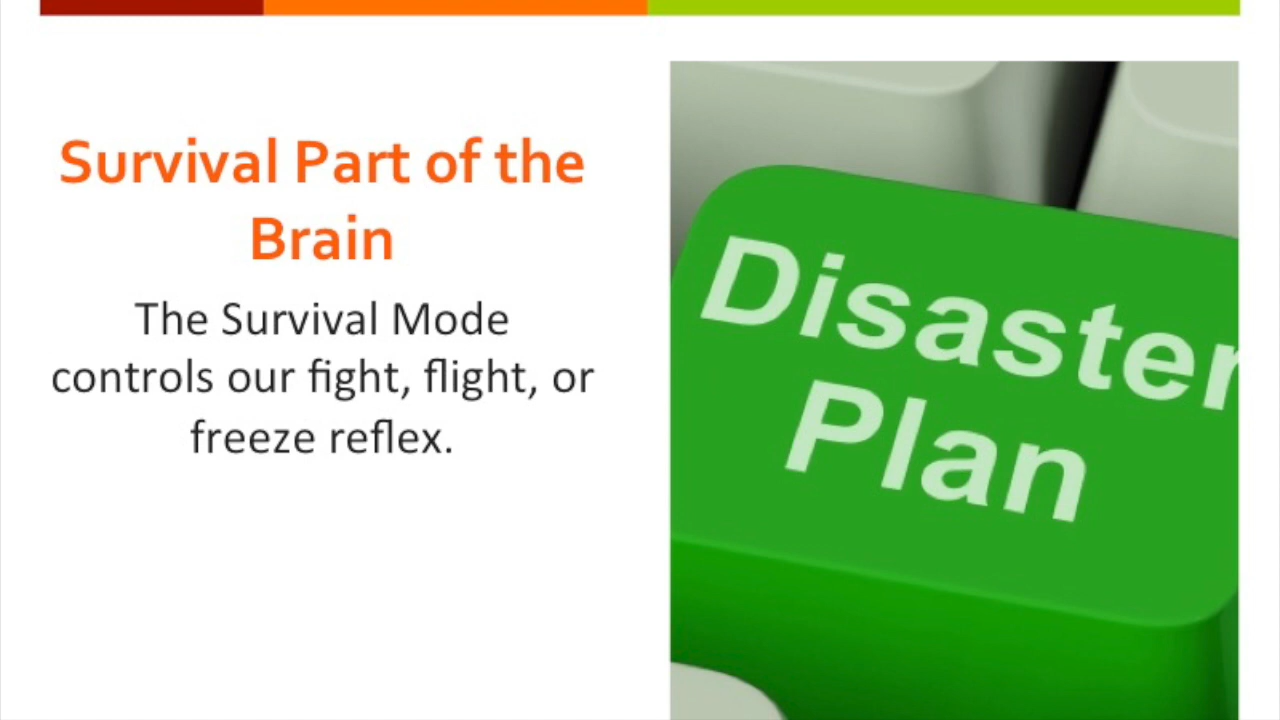 Survival Part of the
Brain
The Survival Mode
controls our fight, flight, or
freeze reflex.
Disaster
Plan